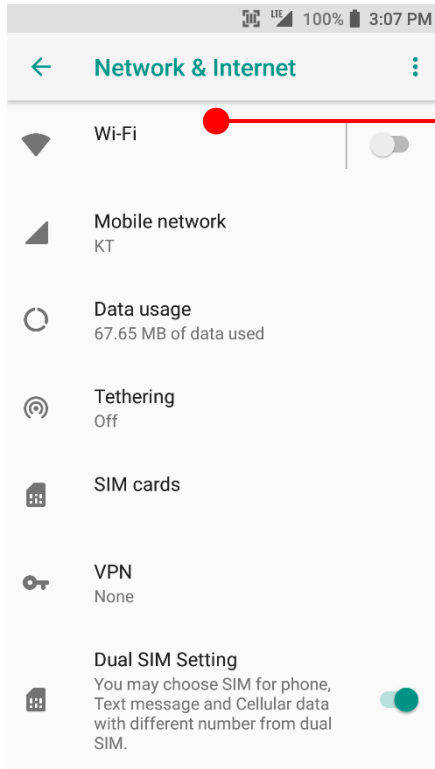 LTE 100% 3:07 PM
Network & Internet
Wi-Fi
Mobile network
KT
Data usage
67.65 MB of data used
Tethering
Off
SIM cards
VPN
None
Dual SIM Setting
You may choose SIM for phone,
Text message and Cellular data
with different number from dual
SIM.